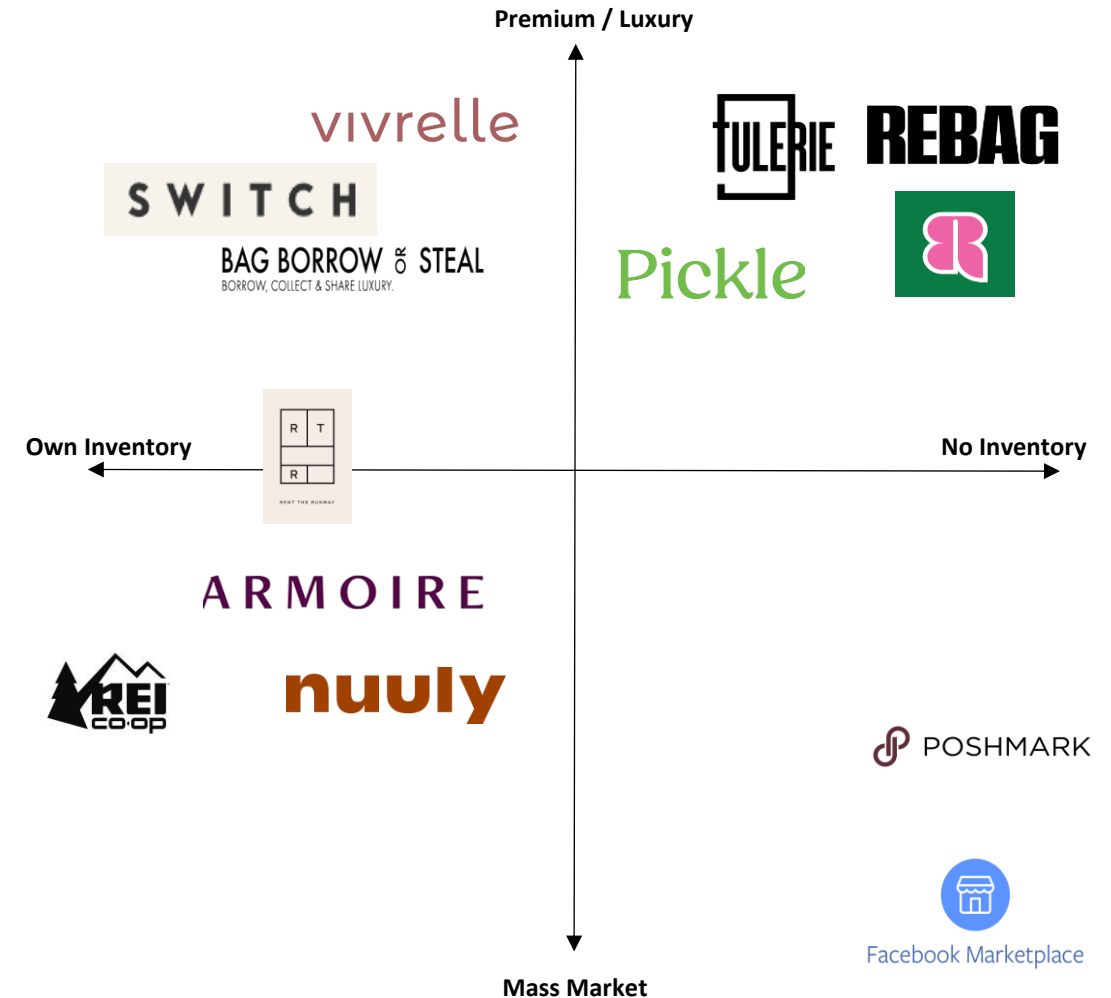 Premium / Luxury
vivrelle
TULERIE
REBAG
SWITCH
BAG BORROW OR STEAL
BORROW, COLLECT & SHARE LUXURY.
Pickle
R T
R
RENT THE RUNWAY
Own Inventory
No Inventory
ARMOIRE
REI
co·op
nuuly
POSHMARK
Facebook Marketplace
Mass Market